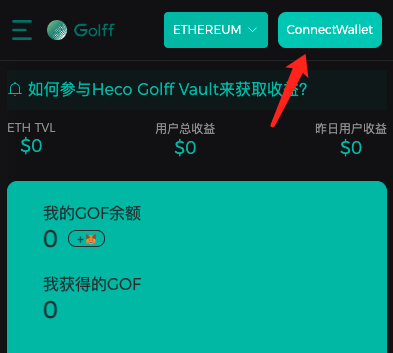 Golff
ETHEREUM
ConnectWallet
如何参与Heco Golff Vault来获取收益?
ETH TVL
用户总收益
昨日用户收益
$0
$0
$0
我的GOF余额
0
+
我获得的GOF
0